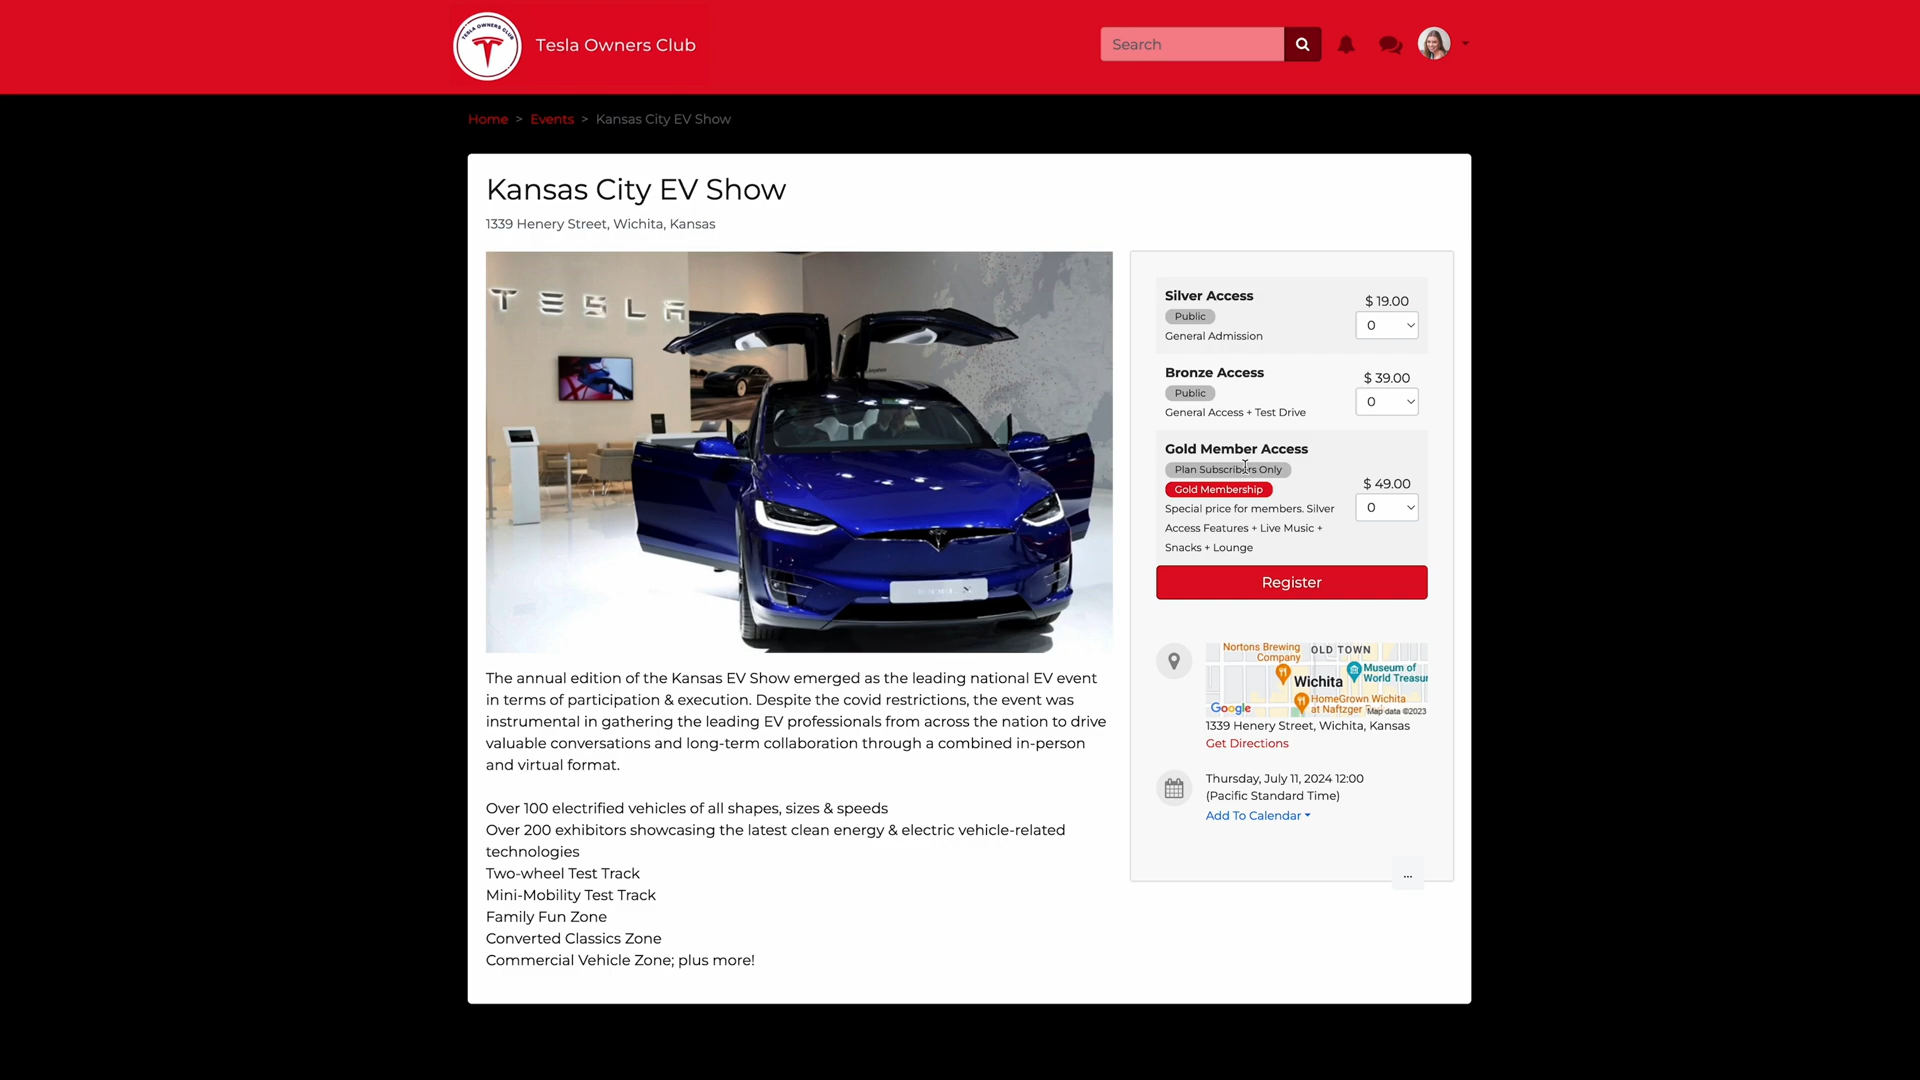 TESLA OWNERS CLUB
Tesla Owners Club
Search
Home > Events > Kansas City EV Show
Kansas City EV Show
1339 Henery Street, Wichita, Kansas
TESLA
Silver Access
Public
General Admission
$ 19.00
0
Bronze Access
Public
General Access + Test Drive
$ 39.00
0
Gold Member Access
Plan Subscribers Only
Gold Membership
Special price for members. Silver
Access Features + Live Music +
Snacks + Lounge
$ 49.00
0
Register
Nortons Brewing
Company
OLD TOWN
Museum of
World Treasur
Wichita
HomeGrown Wichita
at Naftzger
Google
Map data ©2023
1339 Henery Street, Wichita, Kansas
Get Directions
Thursday, July 11, 2024 12:00
(Pacific Standard Time)
Add To Calendar
...
The annual edition of the Kansas EV Show emerged as the leading national EV event
in terms of participation & execution. Despite the covid restrictions, the event was
instrumental in gathering the leading EV professionals from across the nation to drive
valuable conversations and long-term collaboration through a combined in-person
and virtual format.
Over 100 electrified vehicles of all shapes, sizes & speeds
Over 200 exhibitors showcasing the latest clean energy & electric vehicle-related
technologies
Two-wheel Test Track
Mini-Mobility Test Track
Family Fun Zone
Converted Classics Zone
Commercial Vehicle Zone; plus more!